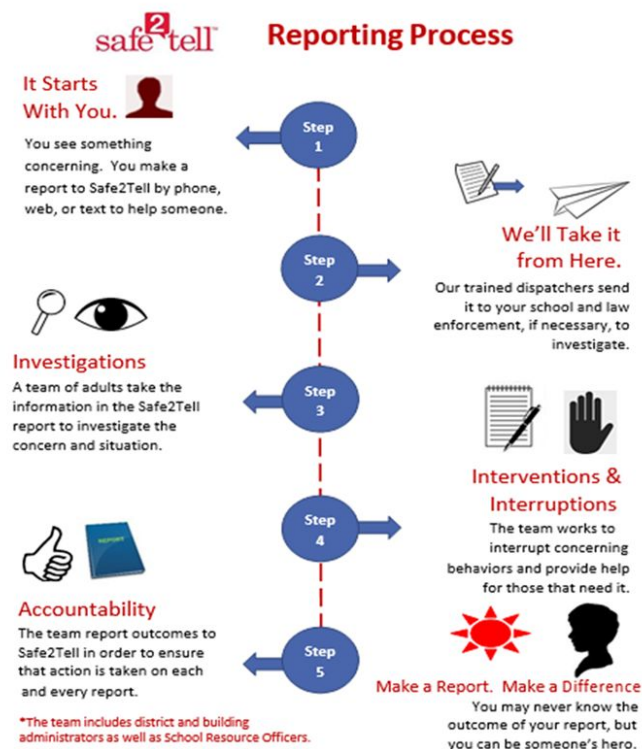 safe2tell™ Reporting Process
It Starts
With You.
You see something
concerning. You make a
report to Safe2Tell by phone,
web, or text to help someone.
Step
1
We'll Take it
from Here.
Our trained dispatchers send
it to your school and law
enforcement, if necessary, to
investigate.
Step
2
Investigations
A team of adults take the
information in the Safe2Tell
report to investigate the
concern and situation.
Step
3
Interventions &
Interruptions
The team works to
interrupt concerning
behaviors and provide help
for those that need it.
Step
4
REPORT
Accountability
The team report outcomes to
Safe2Tell in order to ensure
that action is taken on each
and every report.
Step
5
Make a Report. Make a Difference
You may never know the
outcome of your report, but
you can be someone's hero.
*The team includes district and building
administrators as well as School Resource Officers.